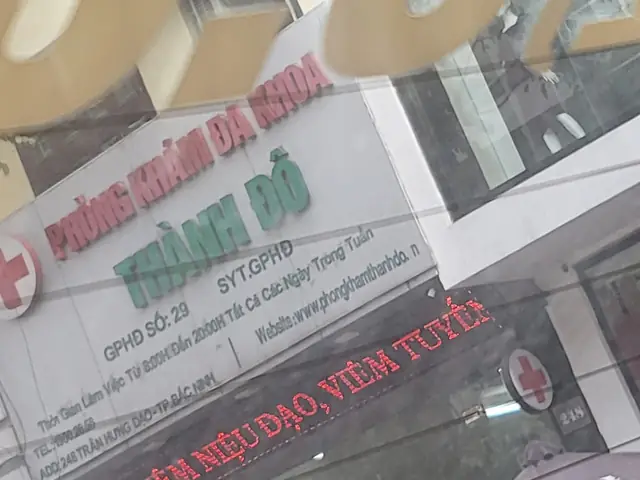 PHÒNG KHÁM ĐA KHOA
THÀNH ĐÔ
GPHĐ SỐ: 29 SYT.GPHĐ
Thời Gian Làm Việc Từ 8:00H Đến 20:00H Tất Cả Các Ngày Trong Tuần
TEL: Website:www.phongkhamthanhdo.
ADD: 248 TRẦN HƯNG ĐẠO-TP.BẮC NINH
NIỆU ĐẠO, VIÊM TUYẾN
248